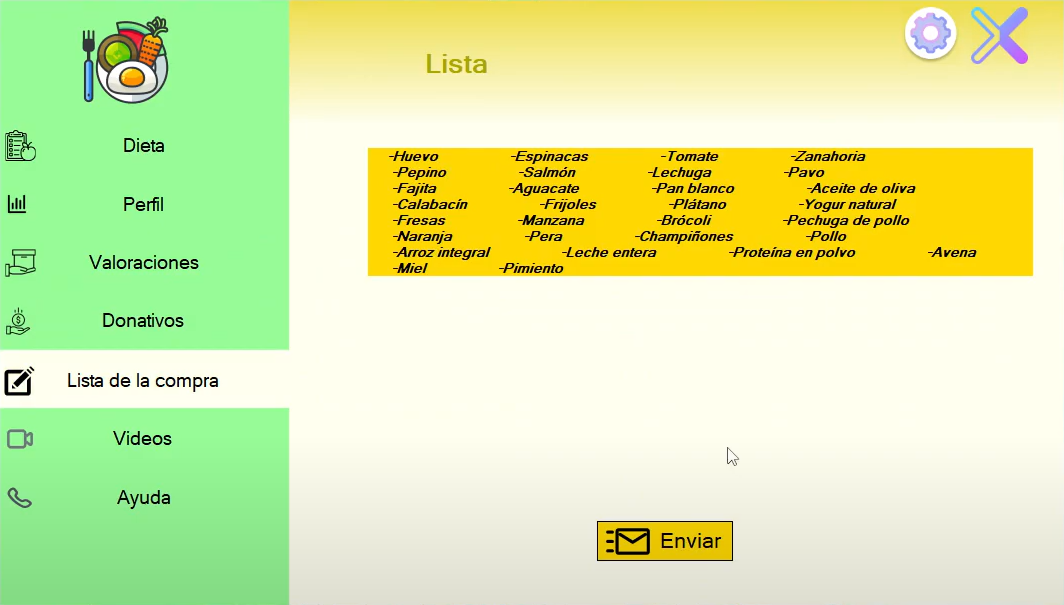 Lista
Dieta
Perfil
Valoraciones
Donativos
Lista de la compra
Videos
Ayuda
-Huevo -Espinacas -Tomate -Zanahoria
-Pepino -Salmón -Lechuga -Pavo
-Fajita -Aguacate -Pan blanco -Aceite de oliva
-Calabacín -Frijoles -Plátano -Yogur natural
-Fresas -Manzana -Brócoli -Pechuga de pollo
-Naranja -Pera -Champiñones -Pollo
-Arroz integral -Leche entera -Proteína en polvo -Avena
-Miel -Pimiento
Enviar